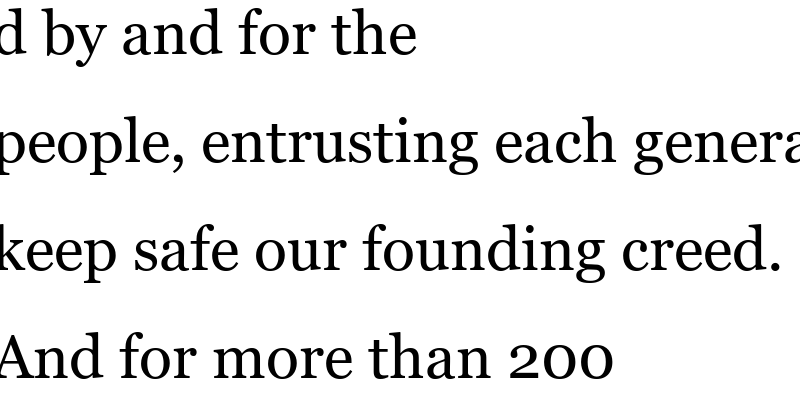 d by and for the
people, entrusting each genera
keep safe our founding creed.
And for more than 200